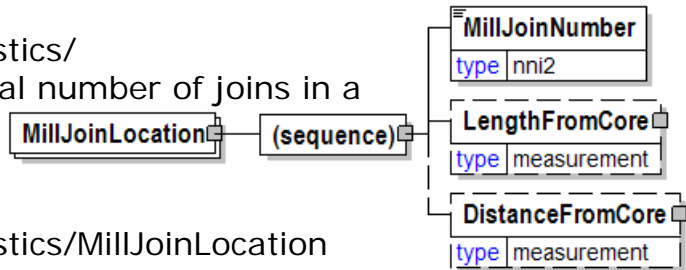 stics/
al number of joins in a
MillJoinLocation
(sequence)
MillJoinNumber
type nni2
LengthFromCore
type measurement
DistanceFromCore
type measurement
stics/MillJoinLocation